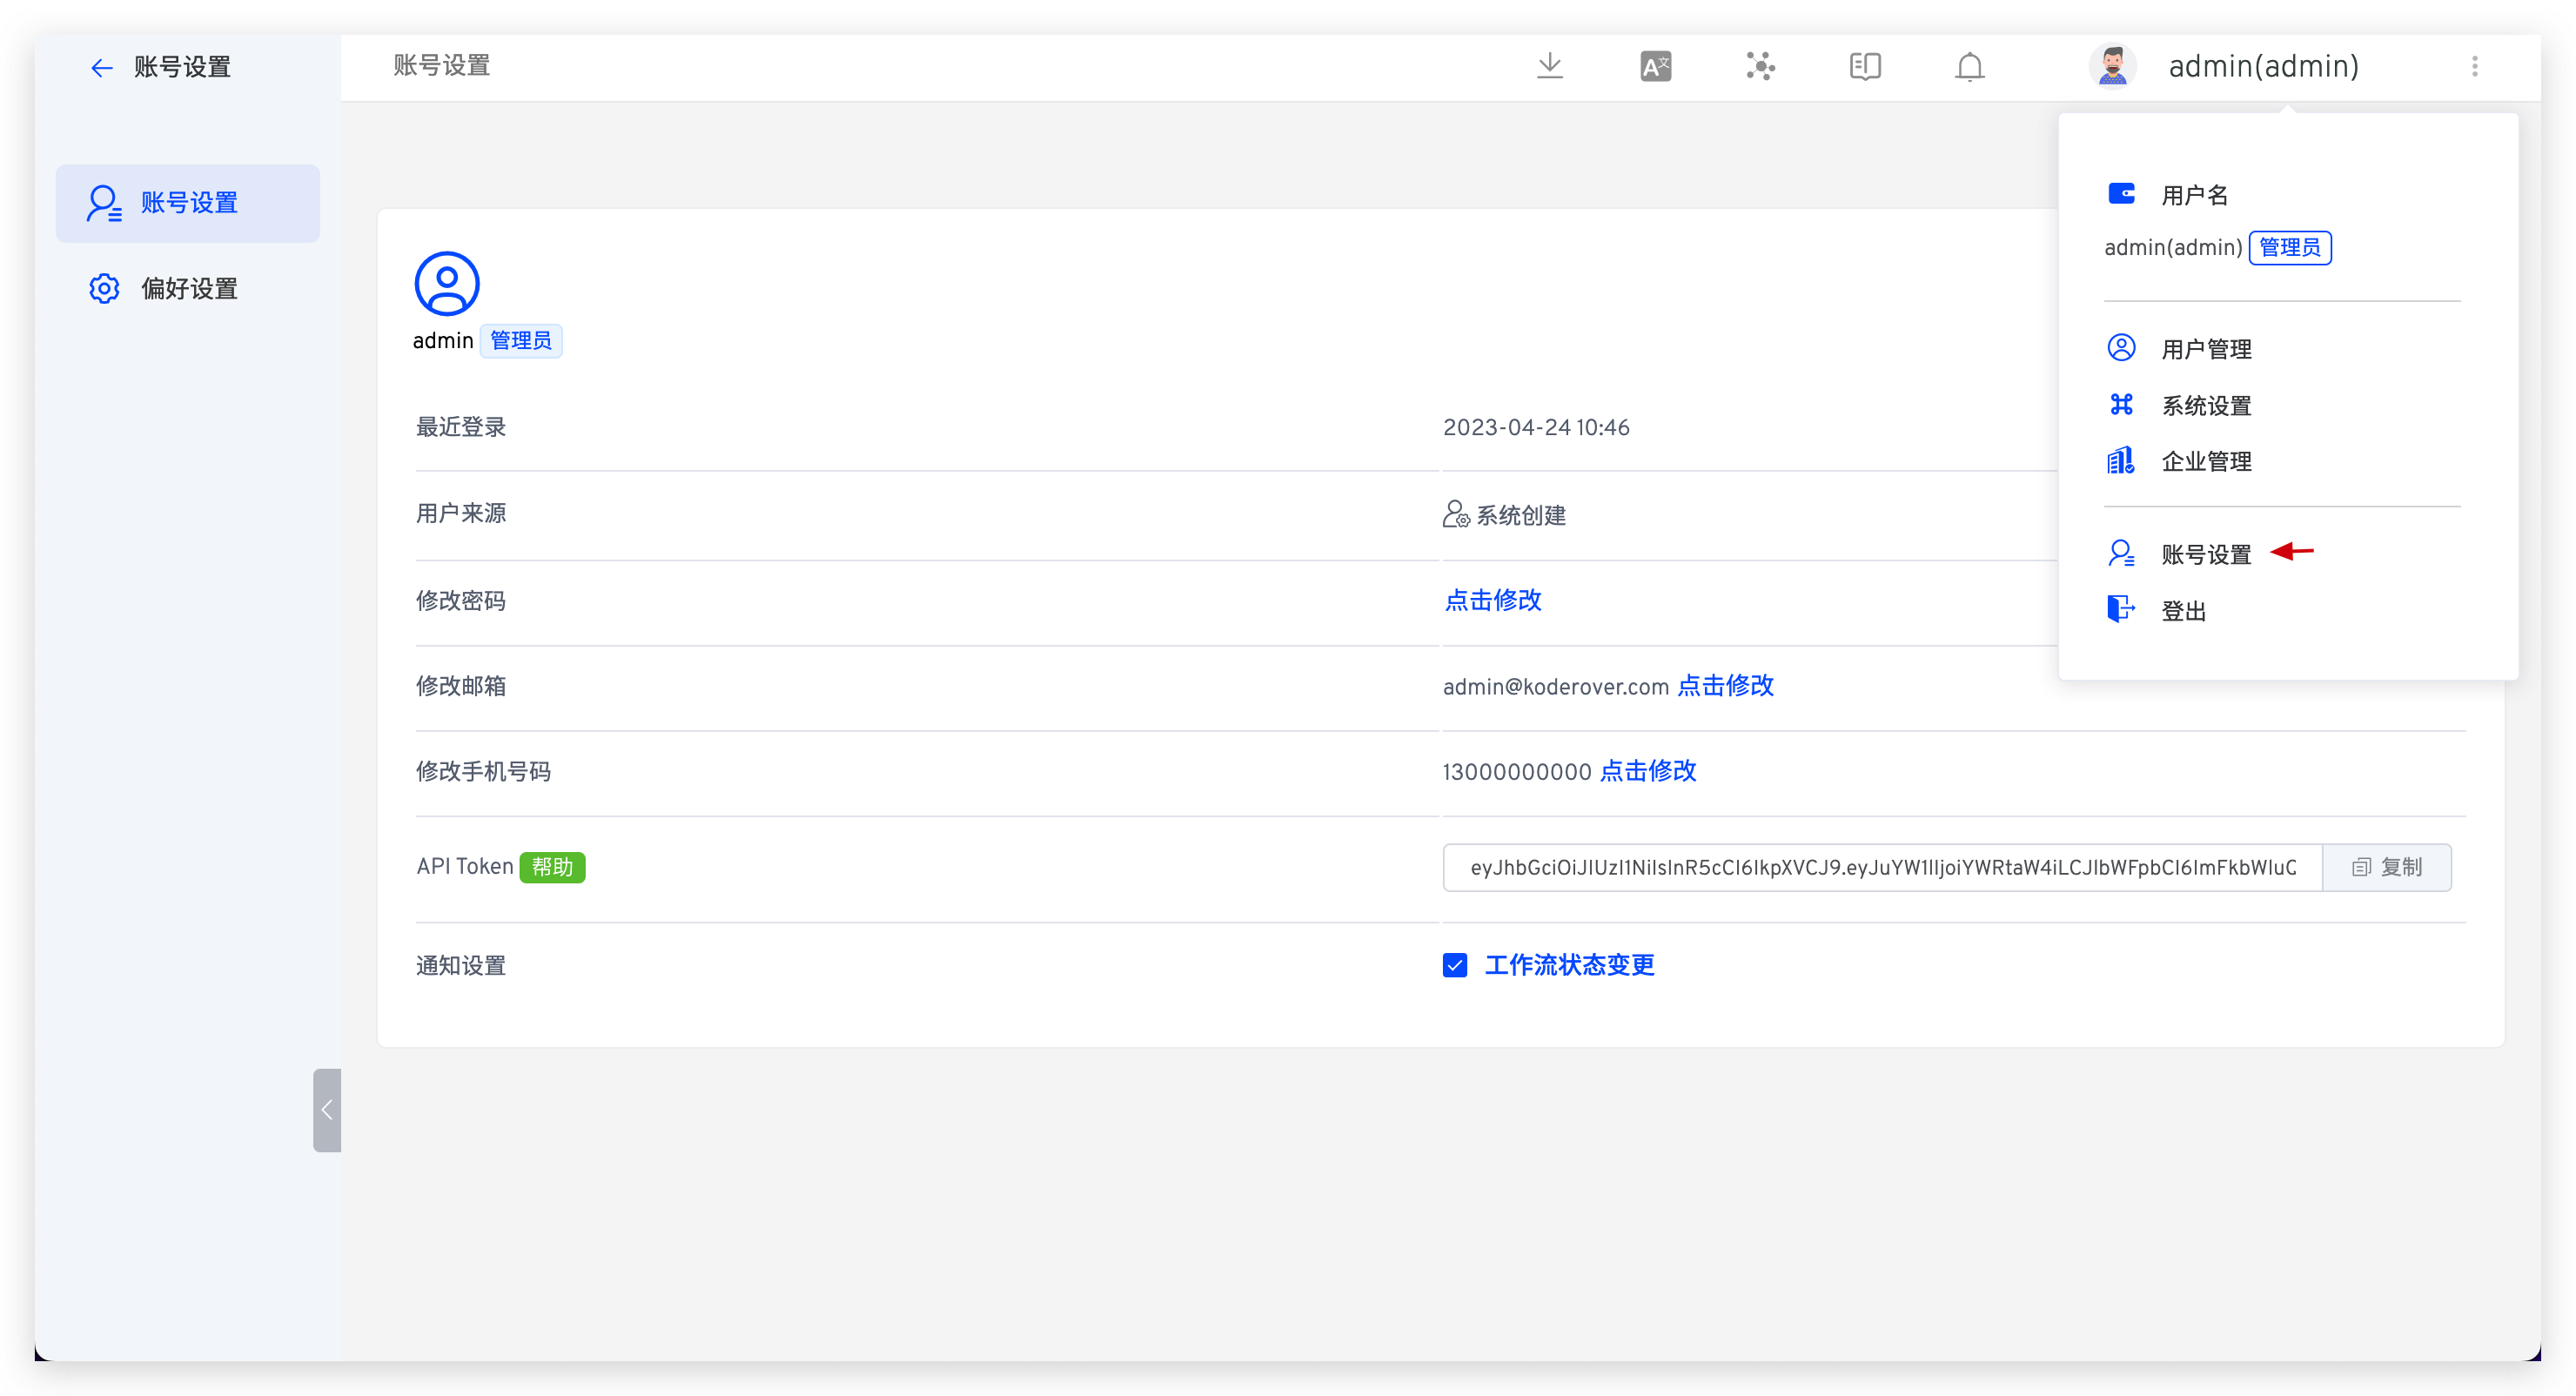 账号设置
账号设置
admin(admin)
账号设置
偏好设置
admin 管理员
最近登录 2023-04-24 10:46
用户来源 系统创建
修改密码 点击修改
修改邮箱 admin@koderover.com 点击修改
修改手机号码 13000000000 点击修改
API Token 帮助 eyJhbGciOiJIUzI1NiIsInR5cCI6IkpXVCJ9.eyJuYW1lIjoiYWRtaW4iLCJlbWFpbCI6ImFkbWluQ 复制
通知设置 工作流状态变更
用户名
admin(admin) 管理员
用户管理
系统设置
企业管理
账号设置
登出